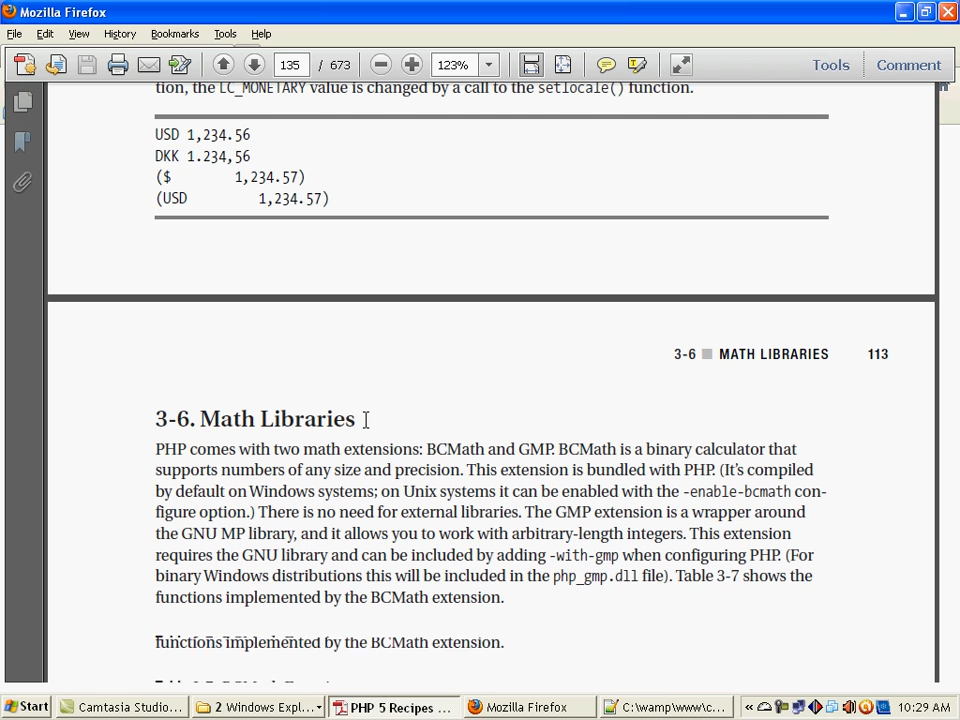 Mozilla Firefox
File Edit View History Bookmarks Tools Help
135 / 673 123% Tools Comment
tion, the LC_MONETARY value is changed by a call to the setlocale() function.
USD 1,234.56
DKK 1.234,56
($ 1,234.57)
(USD 1,234.57)
3-6 ■ MATH LIBRARIES 113
3-6. Math Libraries
PHP comes with two math extensions: BCMath and GMP. BCMath is a binary calculator that
supports numbers of any size and precision. This extension is bundled with PHP. (It's compiled
by default on Windows systems; on Unix systems it can be enabled with the -enable-bcmath con-
figure option.) There is no need for external libraries. The GMP extension is a wrapper around
the GNU MP library, and it allows you to work with arbitrary-length integers. This extension
requires the GNU library and can be included by adding -with-gmp when configuring PHP. (For
binary Windows distributions this will be included in the php_gmp.dll file). Table 3-7 shows the
functions implemented by the BCMath extension.
functions implemented by the BCMath extension.
Start Camtasia Studio... 2 Windows Expl... PHP 5 Recipes ... Mozilla Firefox C:\wamp\www\c... « 10:29 AM